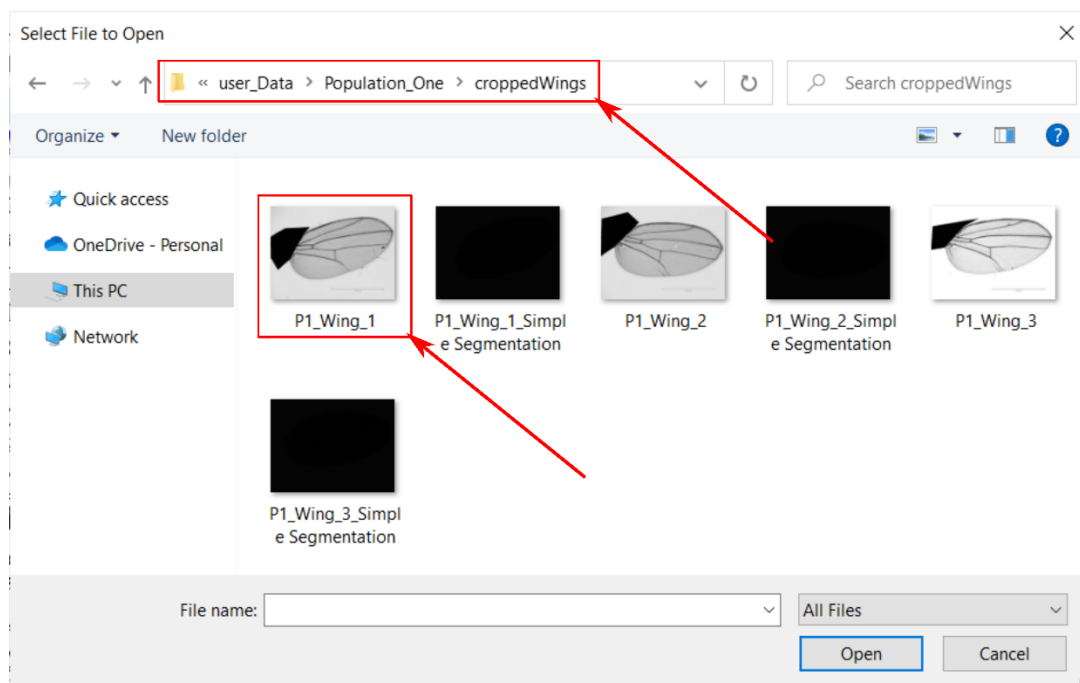 Select File to Open
« user_Data > Population_One > croppedWings
Search croppedWings
Organize
New folder
?
Quick access
OneDrive - Personal
This PC
Network
P1_Wing_1
P1_Wing_1_Simpl
e Segmentation
P1_Wing_2
P1_Wing_2_Simpl
e Segmentation
P1_Wing_3
P1_Wing_3_Simpl
e Segmentation
File name:
All Files
Open
Cancel